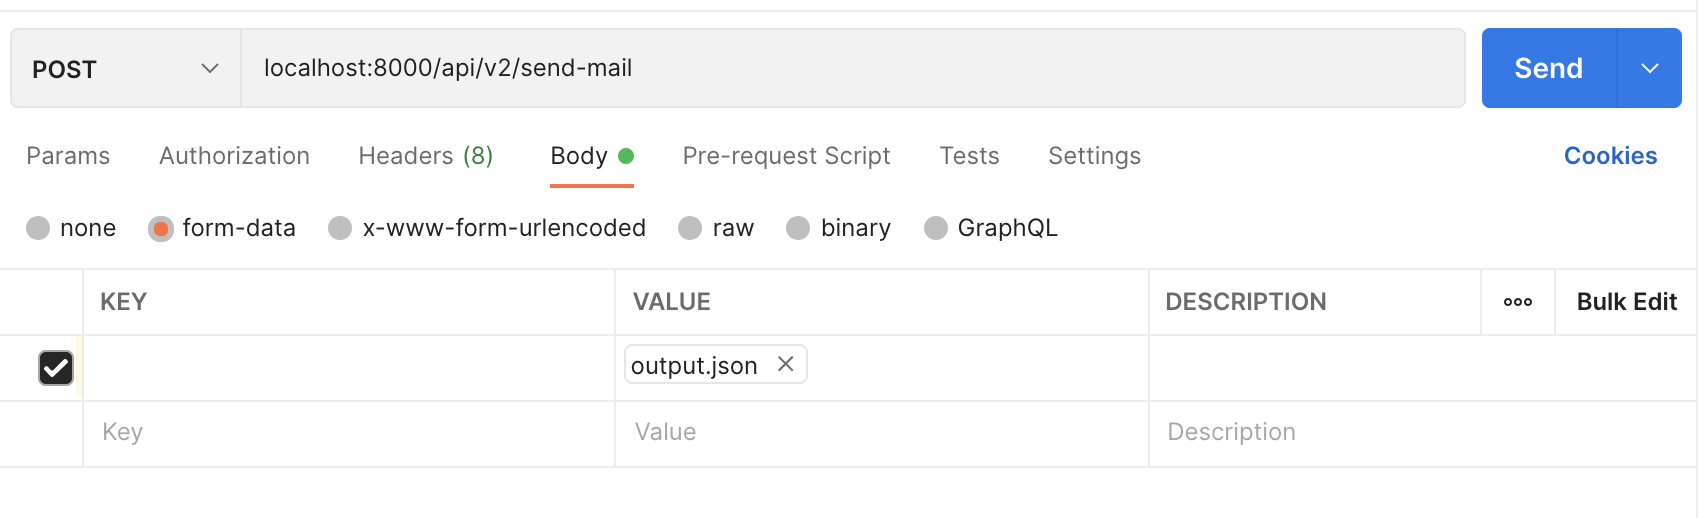 POST localhost:8000/api/v2/send-mail Send
Params Authorization Headers (8) Body Pre-request Script Tests Settings Cookies
none form-data x-www-form-urlencoded raw binary GraphQL
KEY VALUE DESCRIPTION Bulk Edit
output.json
Key Value Description